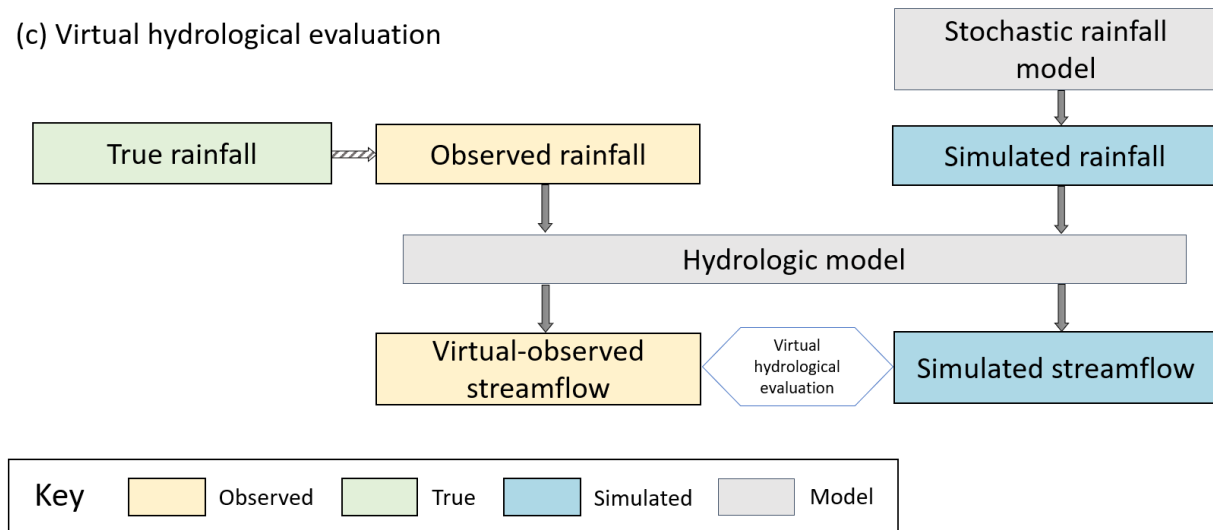 (c) Virtual hydrological evaluation
Stochastic rainfall
model
True rainfall
Observed rainfall
Simulated rainfall
Hydrologic model
Virtual-observed
streamflow
Virtual
hydrological
evaluation
Simulated streamflow
Key
Observed
True
Simulated
Model